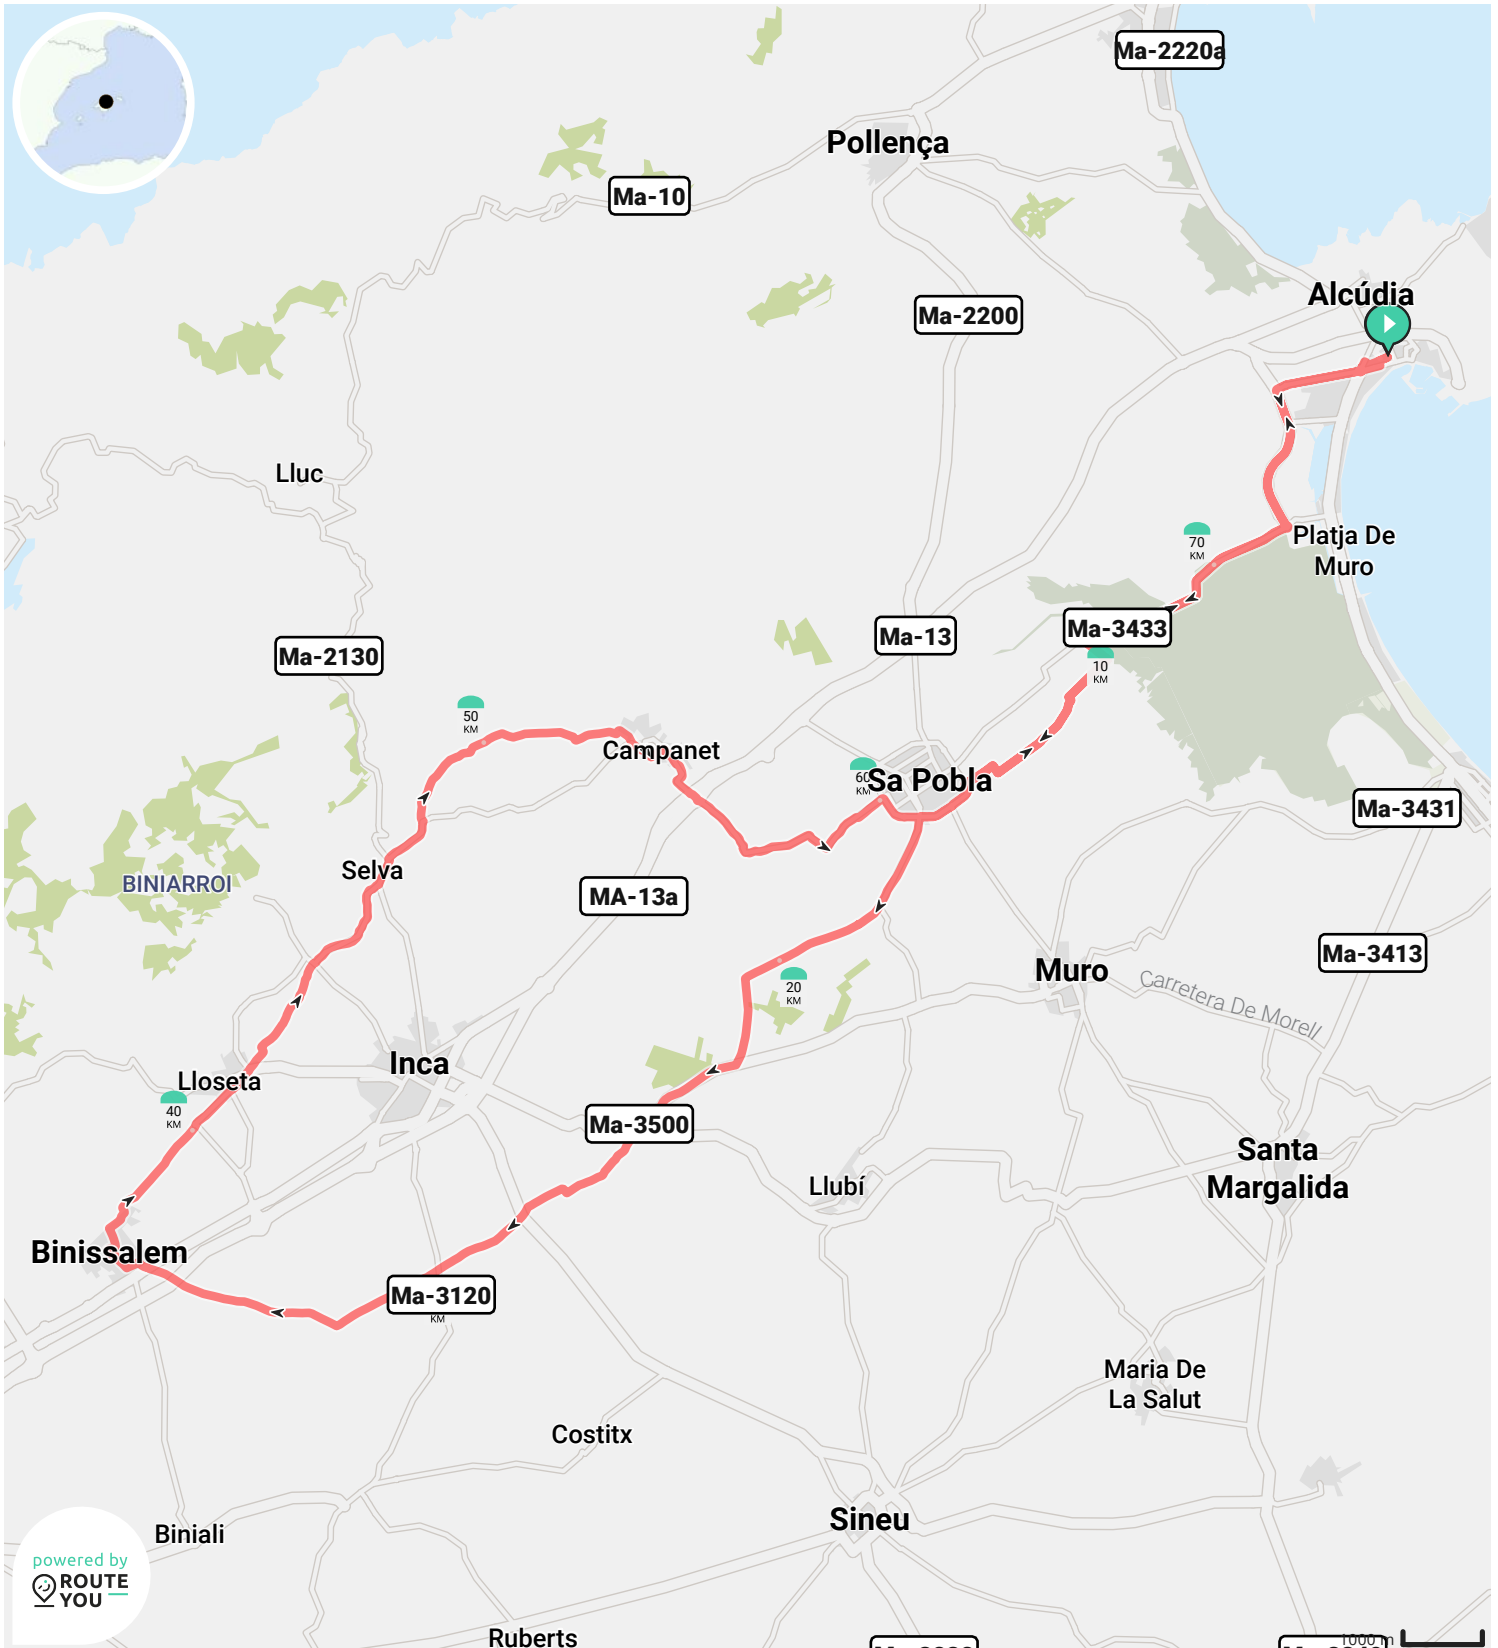 Ma-2220a
Pollença
Ma-10
Alcúdia
Ma-2200
Lluc
Platja De
Muro
70
KM
Ma-13
Ma-3433
Ma-2130
10
KM
50
KM
Campanet
60
KM
Sa Pobla
Ma-3431
Selva
BINIARROI
MA-13a
Ma-3413
Muro
Carretera De Morell
20
KM
Inca
Lloseta
40
KM
Ma-3500
Santa
Margalida
Llubí
Binissalem
Ma-3120
KM
Maria De
La Salut
Costitx
Sineu
Biniali
powered by
ROUTE
YOU
Ruberts
1000 m